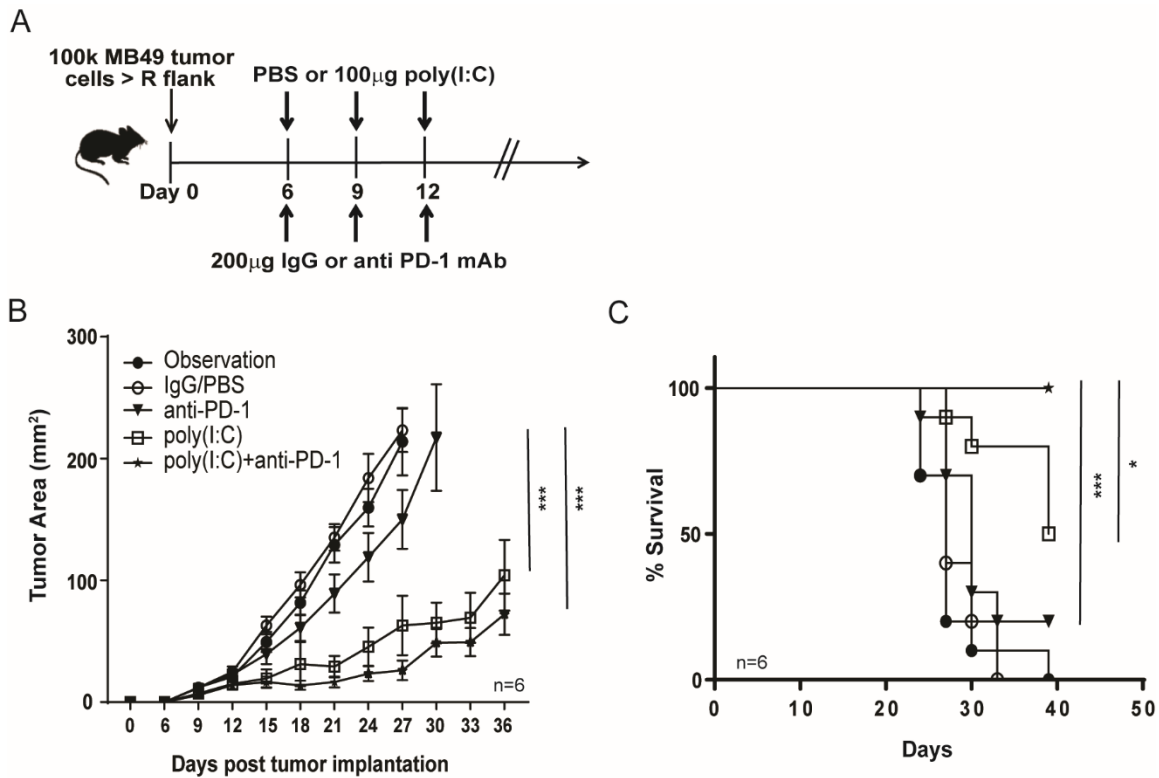 A
100k MB49 tumor
cells > R flank
PBS or 100µg poly(I:C)
Day 0
6
9
12
200µg IgG or anti PD-1 mAb
B
Tumor Area (mm²)
300
200
100
0
Observation
IgG/PBS
anti-PD-1
poly(I:C)
poly(I:C)+anti-PD-1
***
***
n=6
0 6 9 12 15 18 21 24 27 30 33 36
Days post tumor implantation
C
% Survival
100
50
0
***
*
n=6
0 10 20 30 40 50
Days